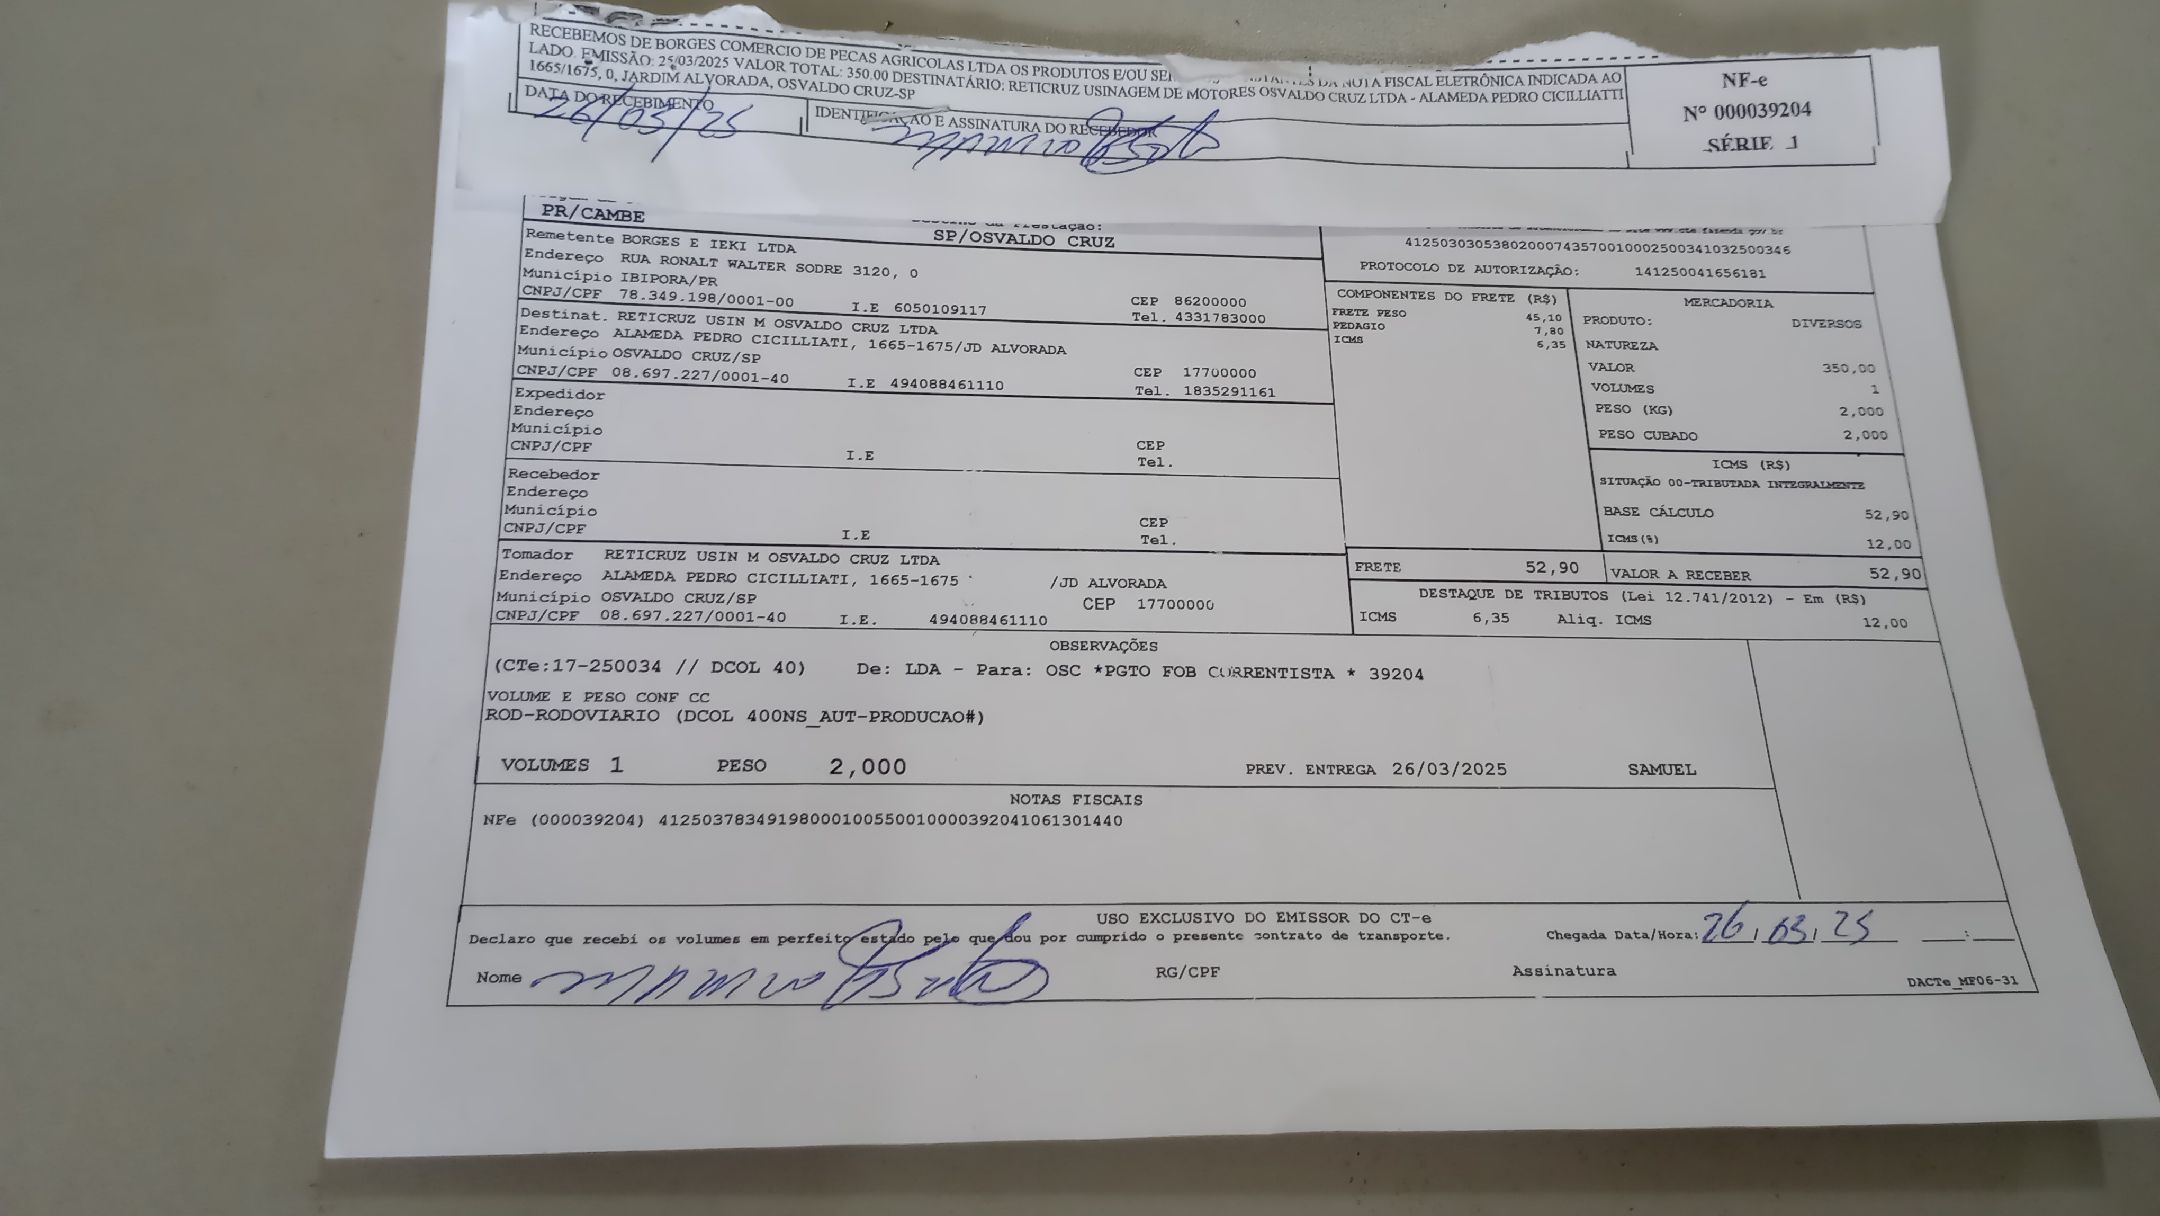 RECEBEMOS DE BORGES COMERCIO DE PECAS AGRICOLAS LTDA OS PRODUTOS E/OU DA NOTA FISCAL ELETRÔNICA INDICADA AO
LADO. EMISSÃO: 25/03/2025 VALOR TOTAL: 350,00 DESTINATÁRIO: RETICRUZ USINAGEM DE MOTORES OSVALDO CRUZ LTDA - ALAMEDA PEDRO CICILLIATTI
1665/1675, 0, JARDIM ALVORADA, OSVALDO CRUZ-SP
NF-e
Nº 000039204
SÉRIE 1
DATA DO RECEBIMENTO
26/03/25
IDENTIFICAÇÃO E ASSINATURA DO RECEBEDOR
PR/CAMBE
SP/OSVALDO CRUZ
Remetente BORGES E IEKI LTDA
Endereço RUA RONALT WALTER SODRE 3120, 0
Município IBIPORA/PR
CEP 86200000
CNPJ/CPF 78.349.198/0001-00 I.E 6050109117 Tel. 4331783000
Destinat. RETICRUZ USIN M OSVALDO CRUZ LTDA
Endereço ALAMEDA PEDRO CICILLIATI, 1665-1675/JD ALVORADA
Município OSVALDO CRUZ/SP CEP 17700000
CNPJ/CPF 08.697.227/0001-40 I.E 494088461110 Tel. 1835291161
Expedidor
Endereço
Município CEP
CNPJ/CPF I.E Tel.
Recebedor
Endereço
Município CEP
CNPJ/CPF I.E Tel.
Tomador RETICRUZ USIN M OSVALDO CRUZ LTDA
Endereço ALAMEDA PEDRO CICILLIATI, 1665-1675 /JD ALVORADA
Município OSVALDO CRUZ/SP CEP 17700000
CNPJ/CPF 08.697.227/0001-40 I.E. 494088461110
41250303053802000743570010002500341032500346
PROTOCOLO DE AUTORIZAÇÃO: 141250041656181
COMPONENTES DO FRETE (R$)
FRETE PESO 45,10
PEDAGIO 7,80
ICMS 6,35
MERCADORIA
PRODUTO: DIVERSOS
NATUREZA
VALOR 350,00
VOLUMES 1
PESO (KG) 2,000
PESO CUBADO 2,000
ICMS (R$)
SITUAÇÃO 00-TRIBUTADA INTEGRALMENTE
BASE CÁLCULO 52,90
ICMS(%) 12,00
FRETE 52,90
VALOR A RECEBER 52,90
DESTAQUE DE TRIBUTOS (Lei 12.741/2012) - Em (R$)
ICMS 6,35 Aliq. ICMS 12,00
OBSERVAÇÕES
(CTe:17-250034 // DCOL 40) De: LDA - Para: OSC *PGTO FOB CURRENTISTA * 39204
VOLUME E PESO CONF CC
ROD-RODOVIARIO (DCOL 400NS_AUT-PRODUCAO#)
VOLUMES 1 PESO 2,000 PREV. ENTREGA 26/03/2025 SAMUEL
NOTAS FISCAIS
NFe (000039204) 41250378349198000100550010000392041061301440
USO EXCLUSIVO DO EMISSOR DO CT-e
Declaro que recebi os volumes em perfeito estado pelo que dou por cumprido o presente contrato de transporte. Chegada Data/Hora: 26/03/25 __:__
Nome RG/CPF Assinatura
DACTe_MF06-31